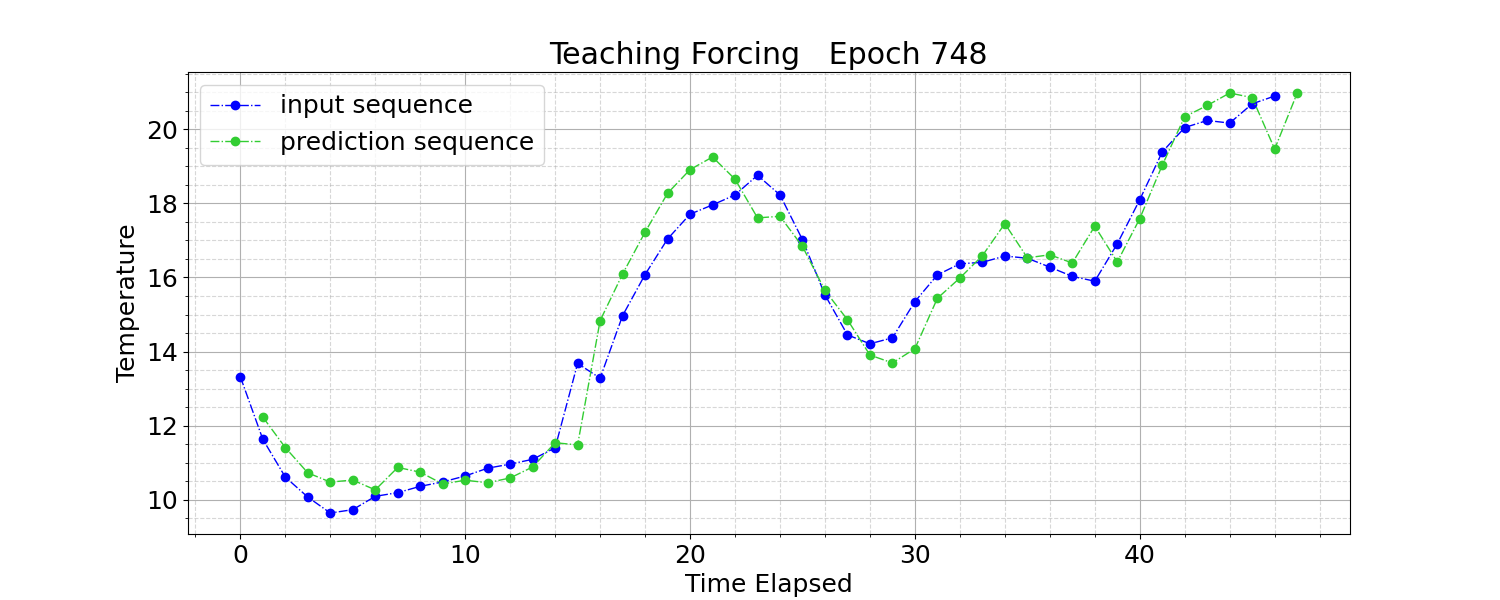 Teaching Forcing   Epoch 748
input sequence
prediction sequence
20
18
16
14
12
10
Temperature
0 10 20 30 40
Time Elapsed